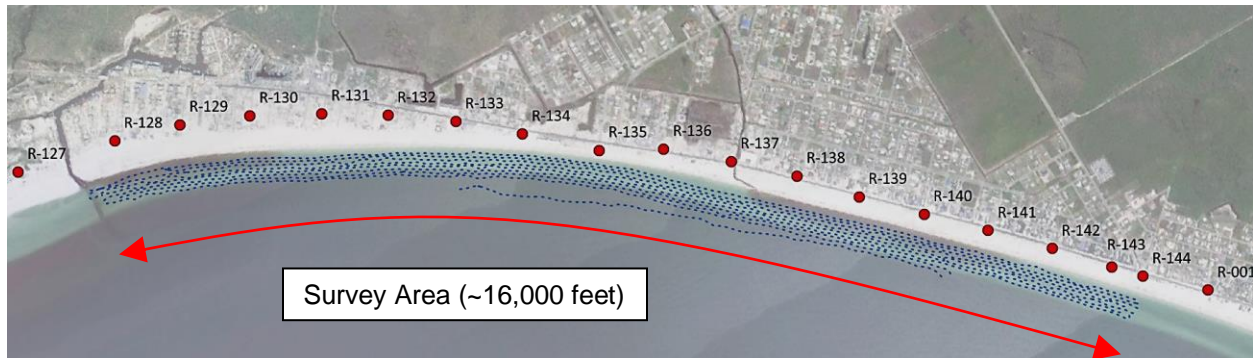 R-127
R-128
R-129
R-130
R-131
R-132
R-133
R-134
R-135
R-136
R-137
R-138
R-139
R-140
R-141
R-142
R-143
R-144
R-001
Survey Area (~16,000 feet)